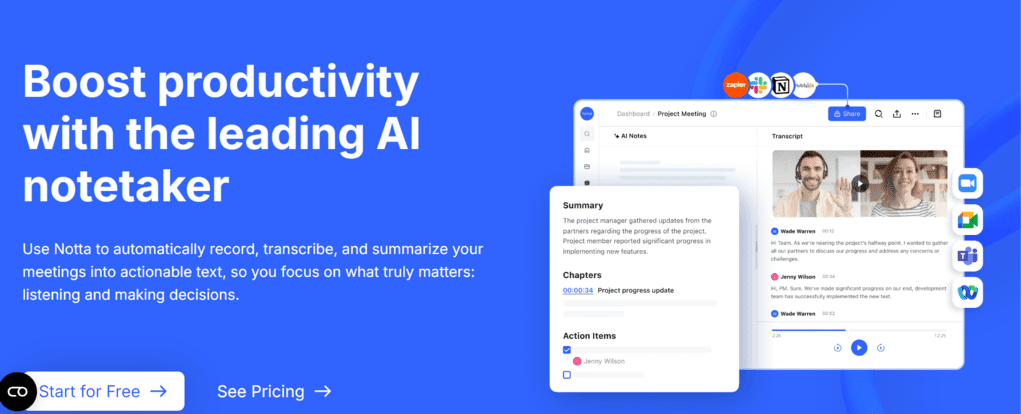 Boost productivity
with the leading AI
notetaker
Use Notta to automatically record, transcribe, and summarize your
meetings into actionable text, so you focus on what truly matters:
listening and making decisions.
Start for Free →
See Pricing →
zapier
Dashboard / Project Meeting
Share
AI Notes
Transcript
Summary
The project manager gathered updates from the
partners regarding the progress of the project.
Project member reported significant progress in
implementing new features.
Chapters
00:00:34 Project progress update
Action Items
Jenny Wilson
Wade Warren 00:12
Hi Team. As we're nearing the project's halfway point. I wanted to gather
all our partners to discuss our progress and address any concerns or
challenges.
Jenny Wilson 00:34
Hi, PM. Sure. We've made significant progress on our end, development
team has successfully implemented the new text.
Wade Warren 00:52
2:26